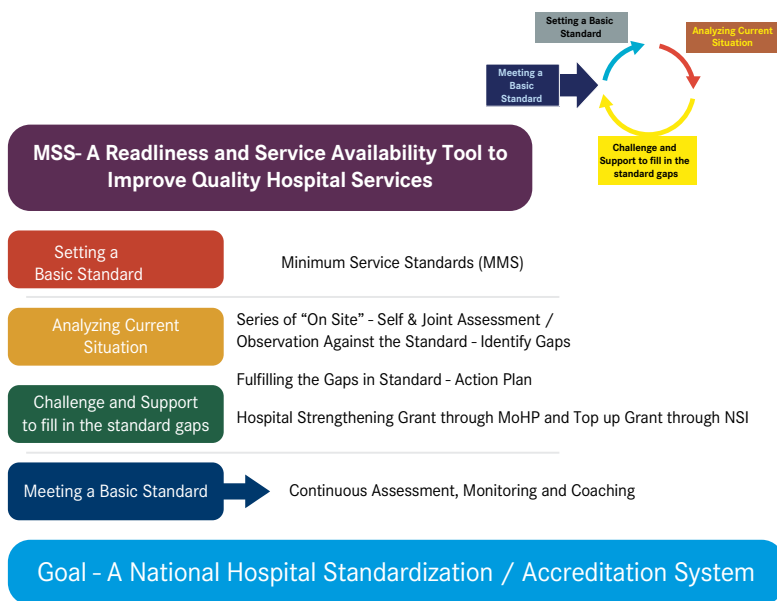 Setting a Basic
Standard
Analyzing Current
Situation
Meeting a
Basic
Standard
Challenge and
Support to fill in the
standard gaps
MSS- A Readliness and Service Availability Tool to
Improve Quality Hospital Services
Setting a
Basic Standard
Minimum Service Standards (MMS)
Analyzing Current
Situation
Series of “On Site” - Self & Joint Assessment /
Observation Against the Standard - Identify Gaps
Challenge and Support
to fill in the standard gaps
Fulfilling the Gaps in Standard - Action Plan
Hospital Strengthening Grant through MoHP and Top up Grant through NSI
Meeting a Basic Standard
Continuous Assessment, Monitoring and Coaching
Goal - A National Hospital Standardization / Accreditation System